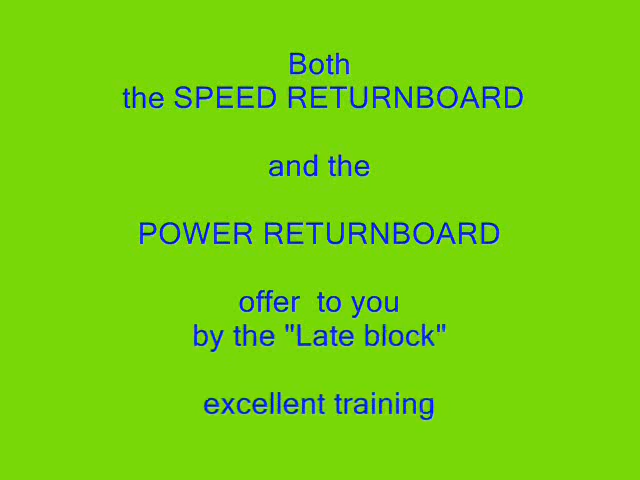 Both
the SPEED RETURNBOARD
and the
POWER RETURNBOARD
offer  to you
by the "Late block"
excellent training